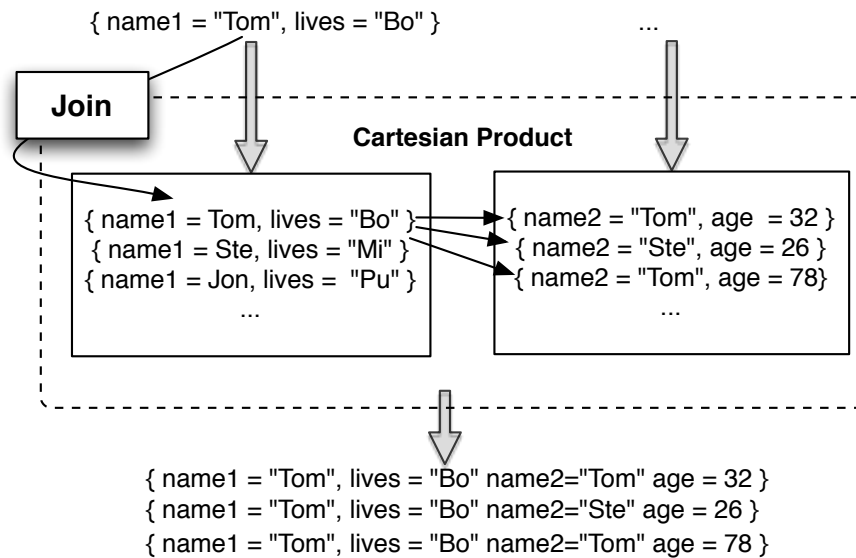 { name1 = "Tom", lives = "Bo" }
...
Join
Cartesian Product
{ name1 = Tom, lives = "Bo" }
{ name1 = Ste, lives = "Mi" }
{ name1 = Jon, lives = "Pu" }
...
{ name2 = "Tom", age = 32 }
{ name2 = "Ste", age = 26 }
{ name2 = "Tom", age = 78}
...
{ name1 = "Tom", lives = "Bo" name2="Tom" age = 32 }
{ name1 = "Tom", lives = "Bo" name2="Ste" age = 26 }
{ name1 = "Tom", lives = "Bo" name2="Tom" age = 78 }